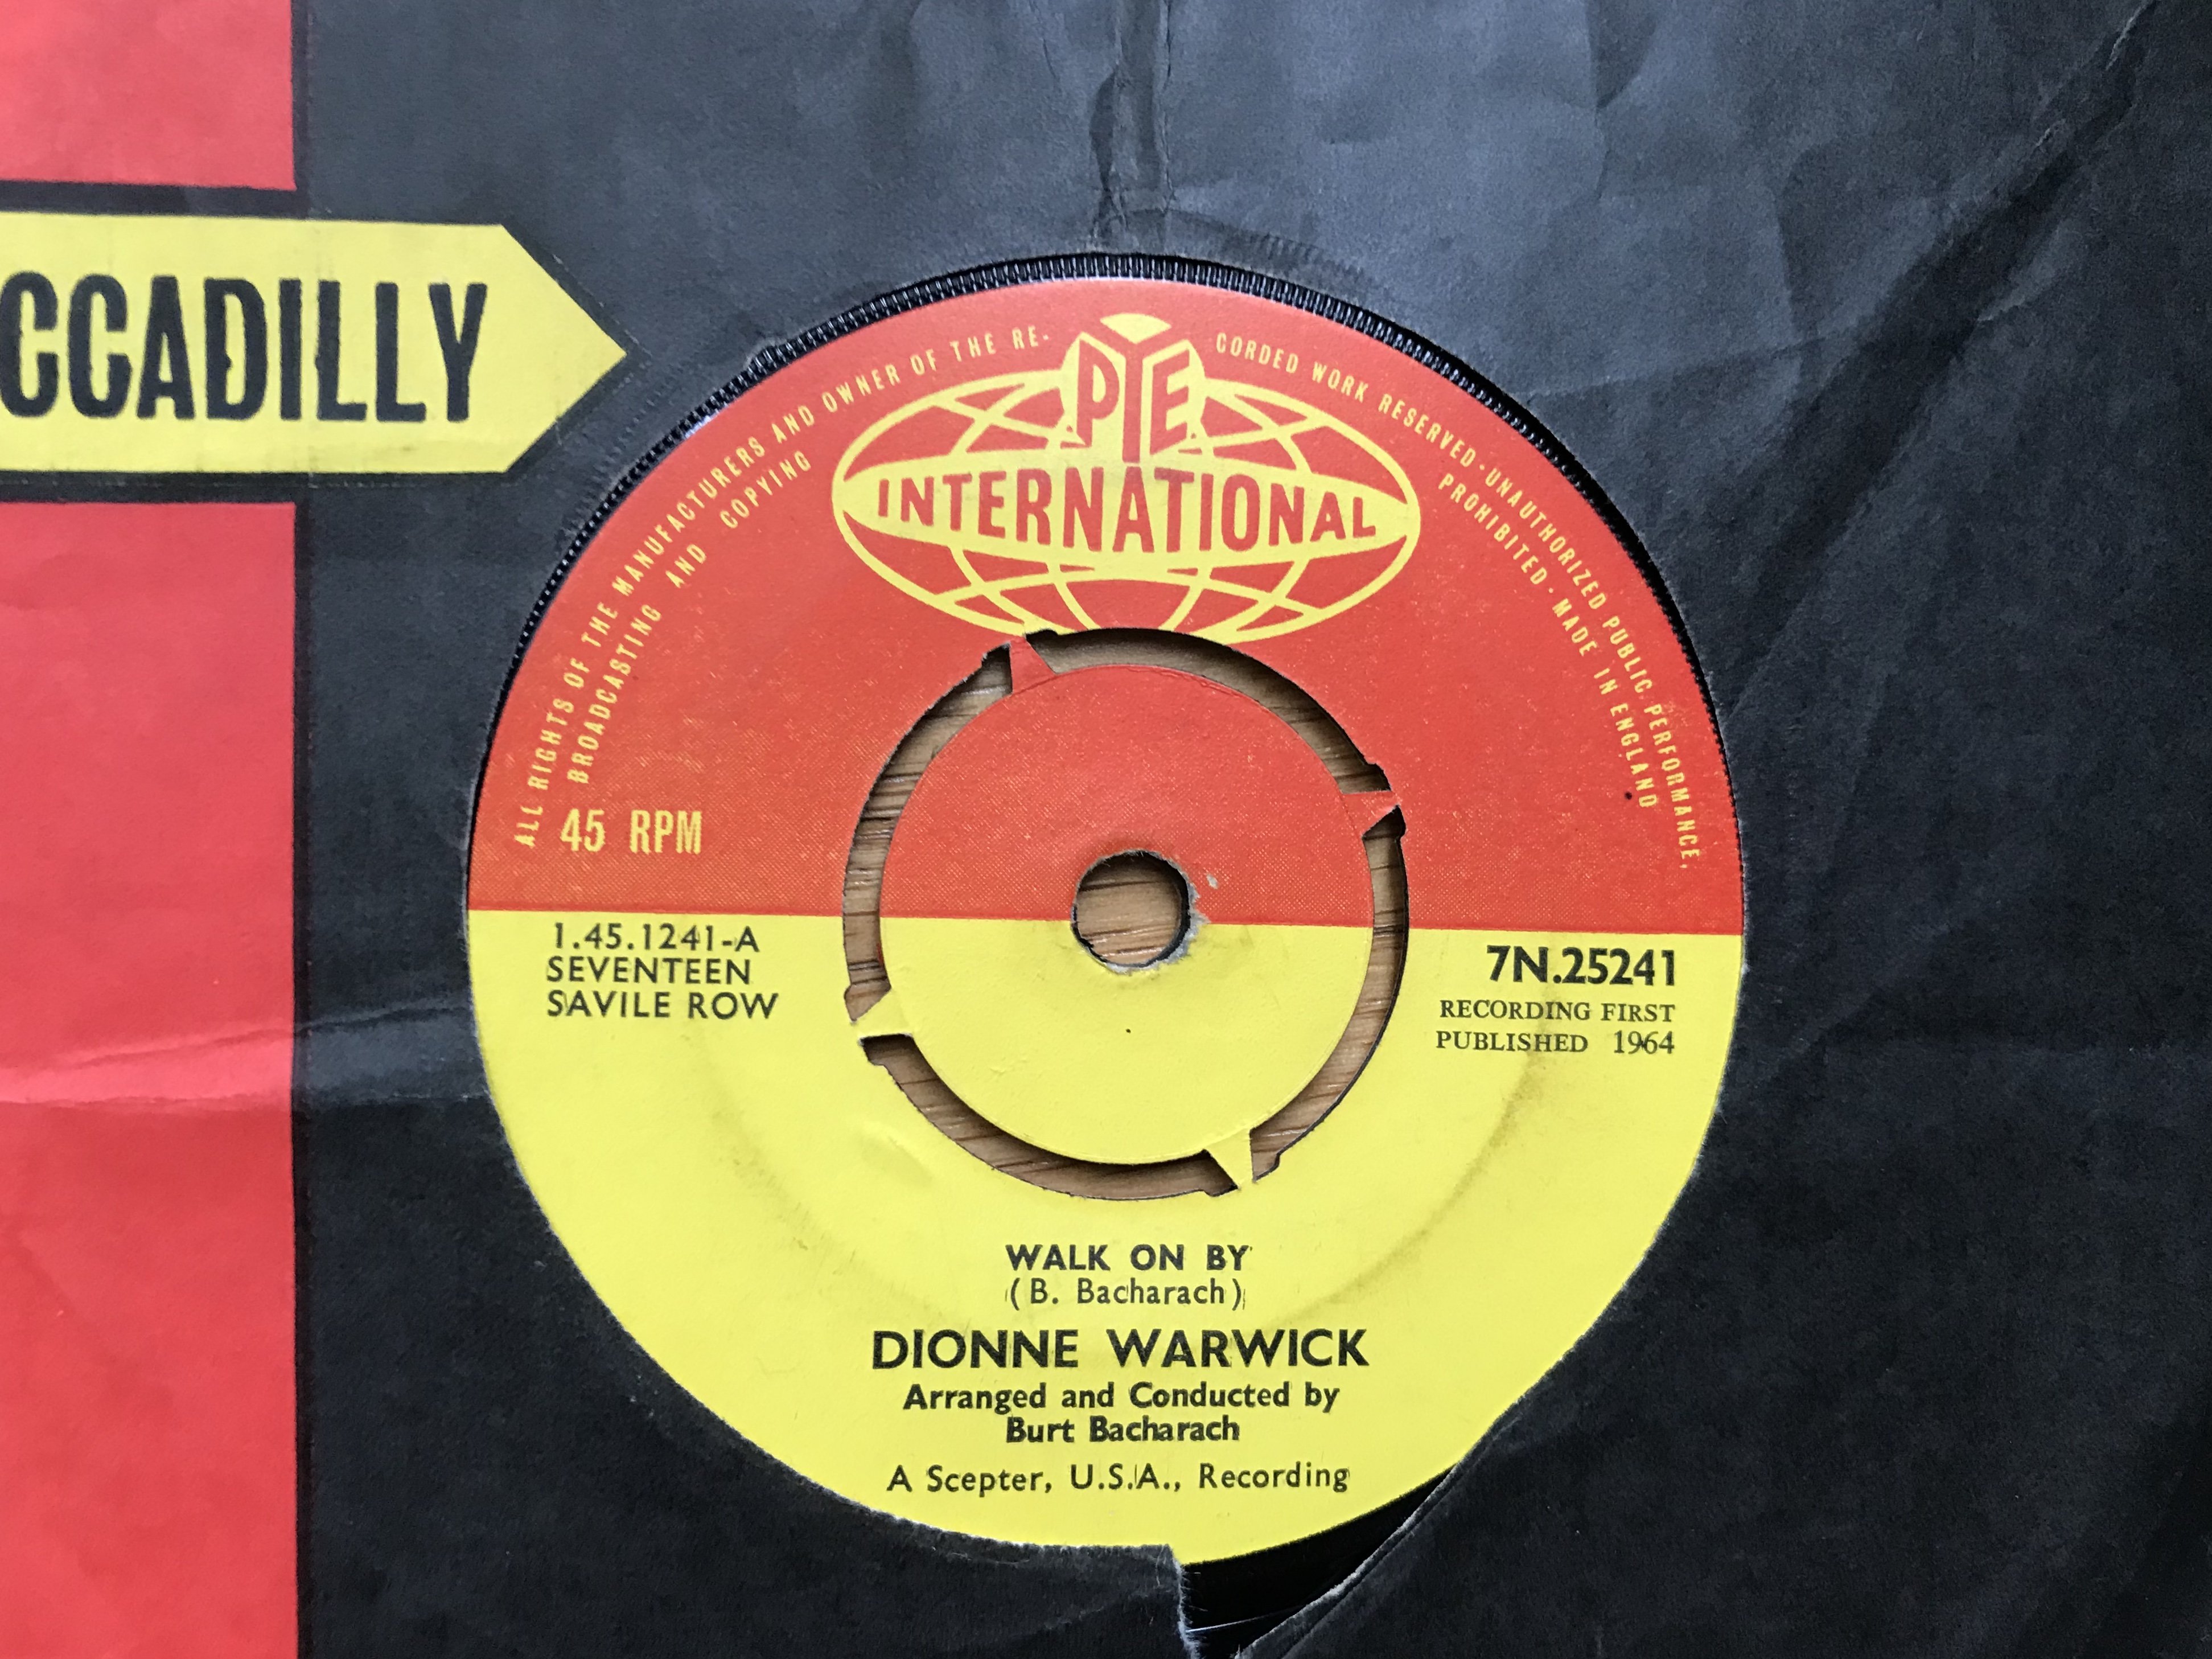 CCADILLY
ALL RIGHTS OF THE MANUFACTURERS AND OWNER OF THE RE-CORDED WORK RESERVED·UNAUTHORIZED PUBLIC PERFORMANCE,
BROADCASTING AND COPYING PROHIBITED·MADE IN ENGLAND
PYE
INTERNATIONAL
45 RPM
1.45.1241-A
SEVENTEEN
SAVILE ROW
7N.25241
RECORDING FIRST
PUBLISHED 1964
WALK ON BY
(B. Bacharach)
DIONNE WARWICK
Arranged and Conducted by
Burt Bacharach
A Scepter, U.S.A., Recording